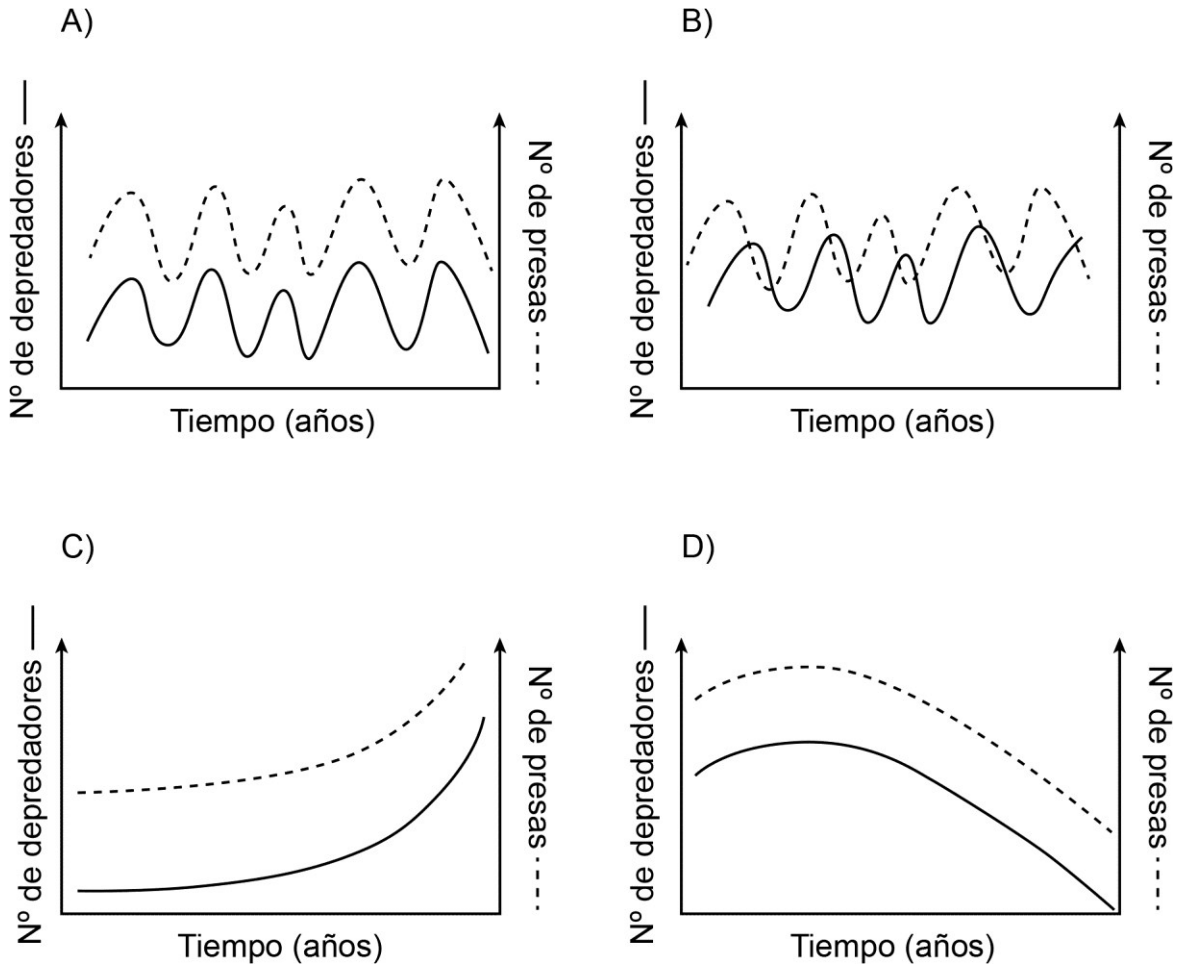 A)
Nº de depredadores
Nº de presas
Tiempo (años)
B)
Nº de depredadores
Nº de presas
Tiempo (años)
C)
Nº de depredadores
Nº de presas
Tiempo (años)
D)
Nº de depredadores
Nº de presas
Tiempo (años)